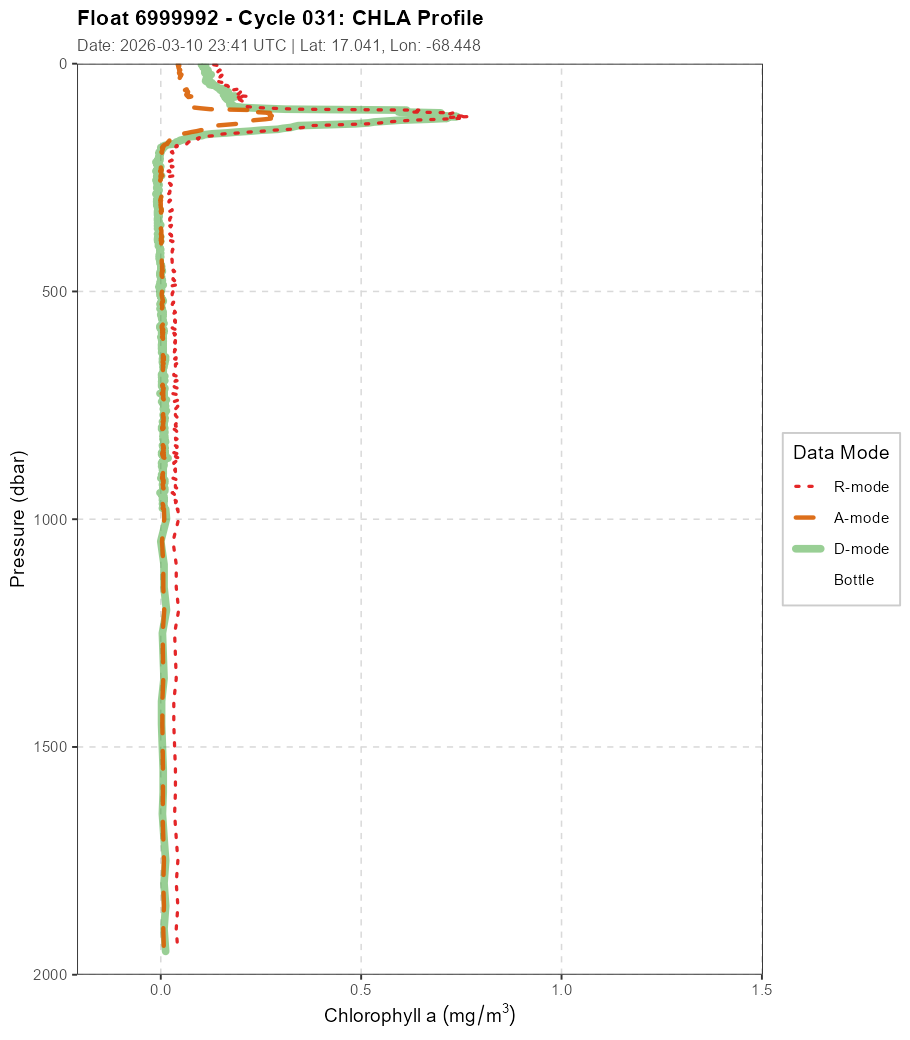 Float 6999992 - Cycle 031: CHLA Profile
Date: 2026-03-10 23:41 UTC | Lat: 17.041, Lon: -68.448
0
500
1000
1500
2000
Pressure (dbar)
0.0 0.5 1.0 1.5
Chlorophyll a (mg/m³)
Data Mode
R-mode
A-mode
D-mode
Bottle